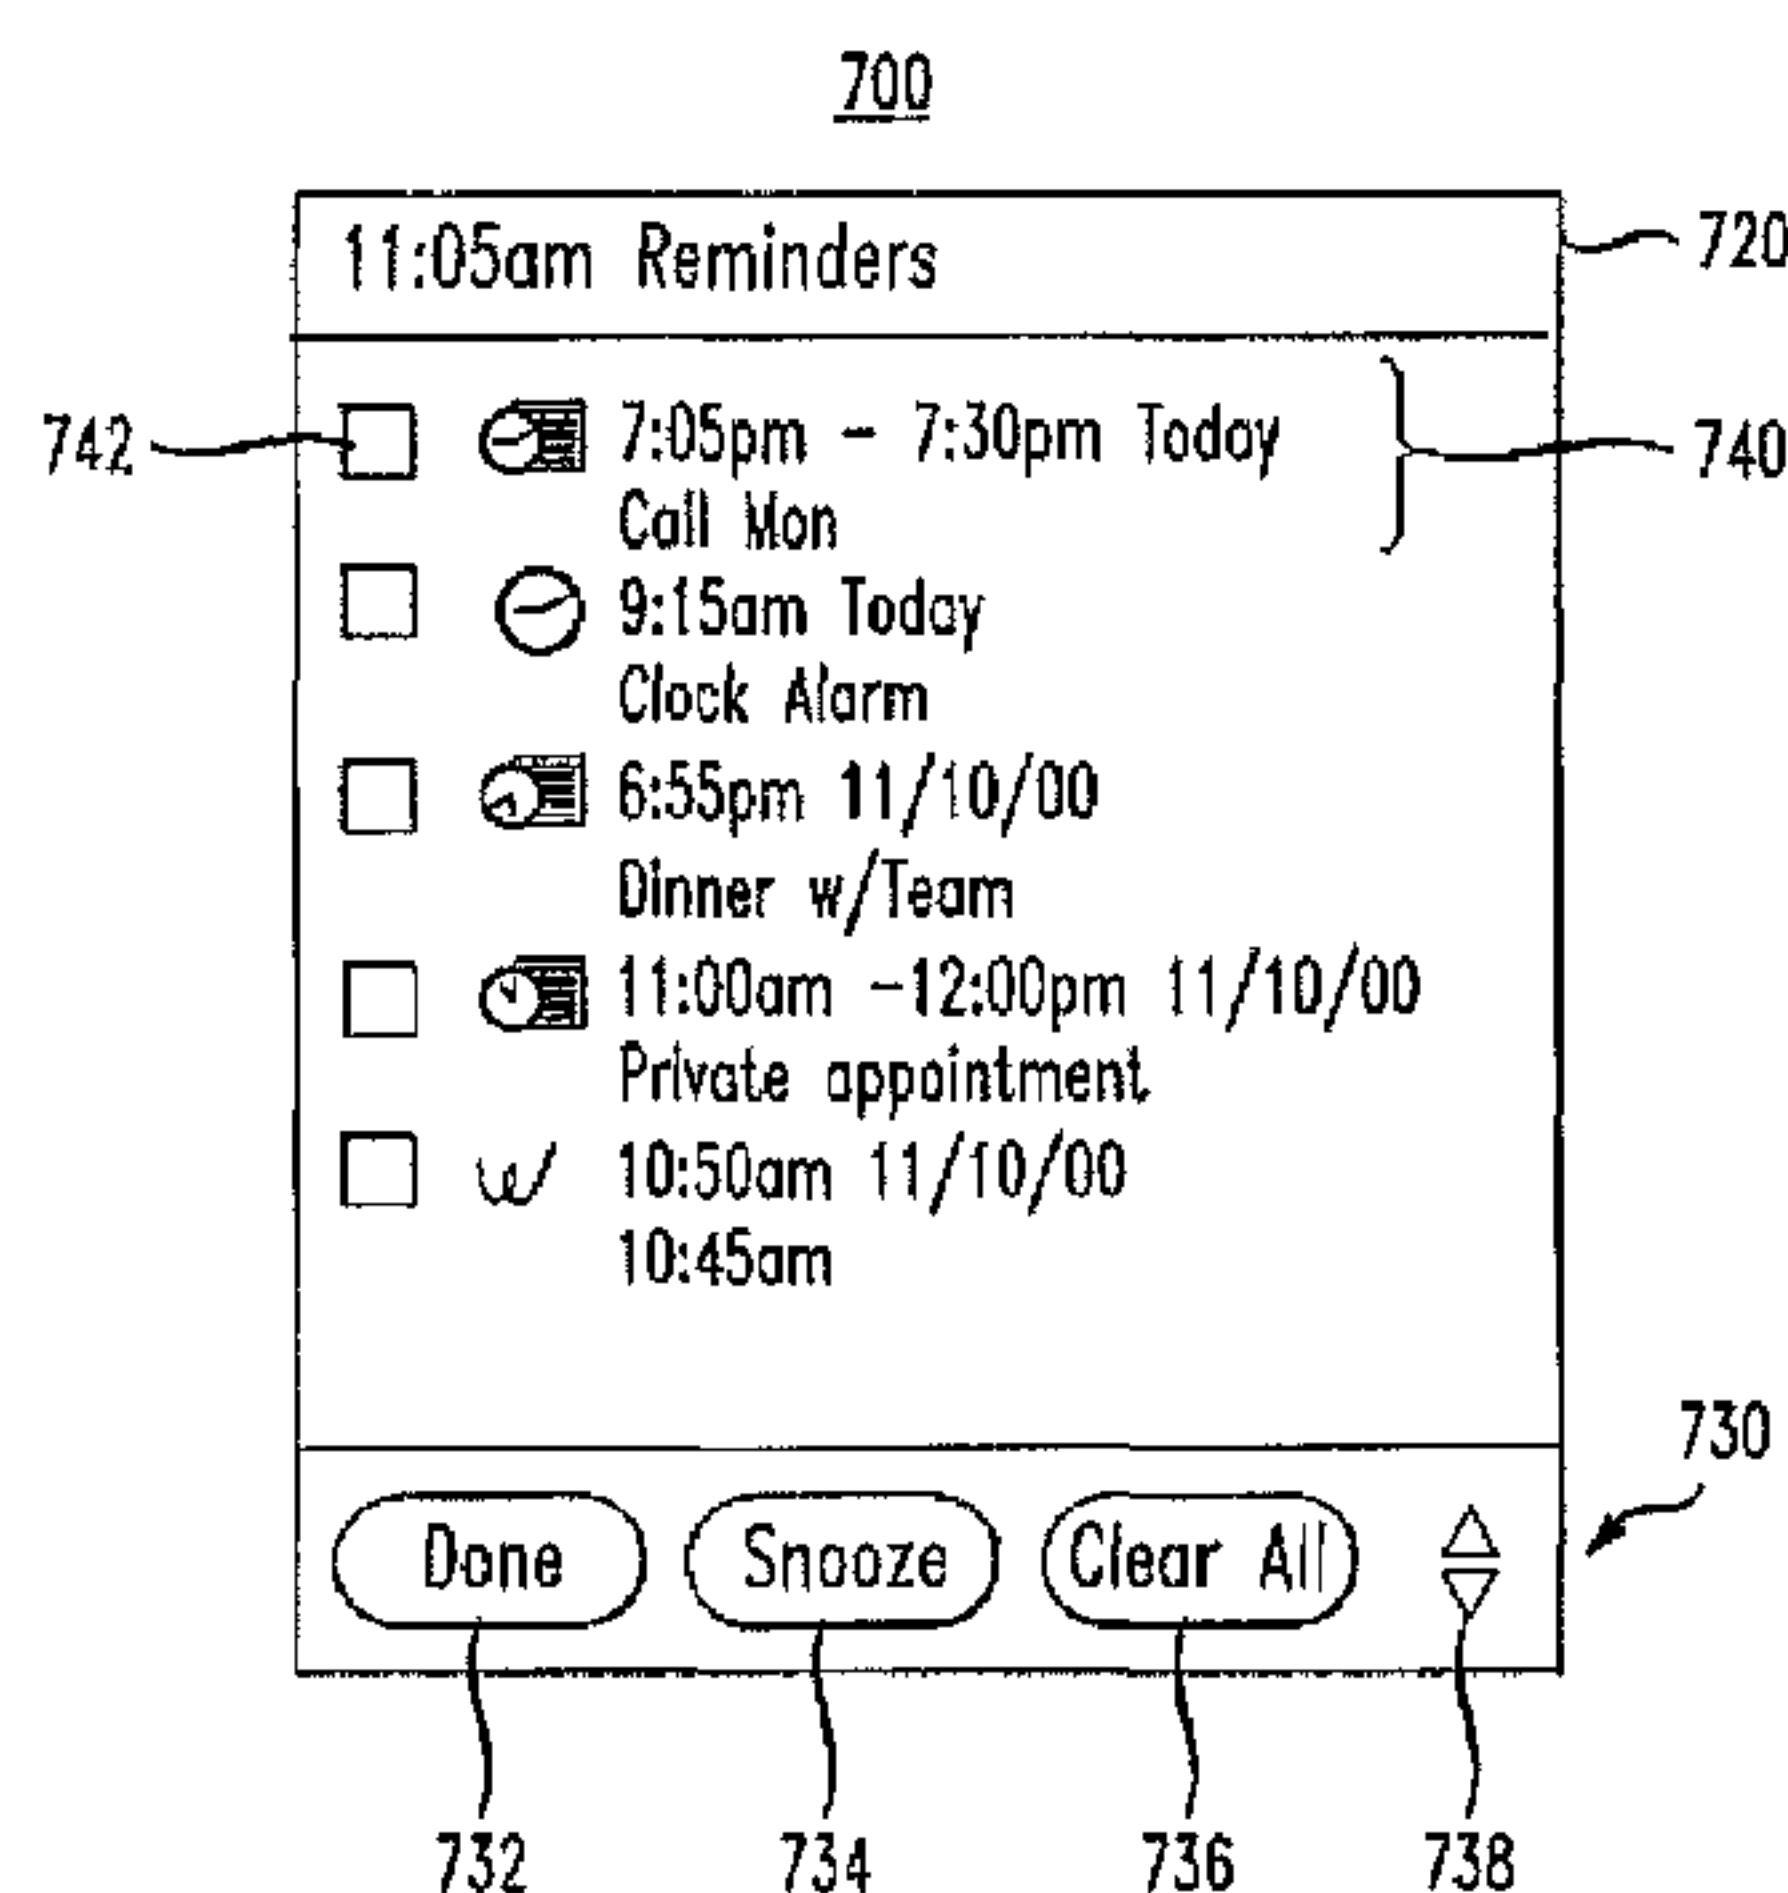 700
11:05am Reminders
720
742
7:05pm - 7:30pm Today
740
Call Mon
9:15am Today
Clock Alarm
6:55pm 11/10/00
Dinner w/Team
11:00am -12:00pm 11/10/00
Private appointment
10:50am 11/10/00
10:45am
730
Done
Snooze
Clear All
732
734
736
738